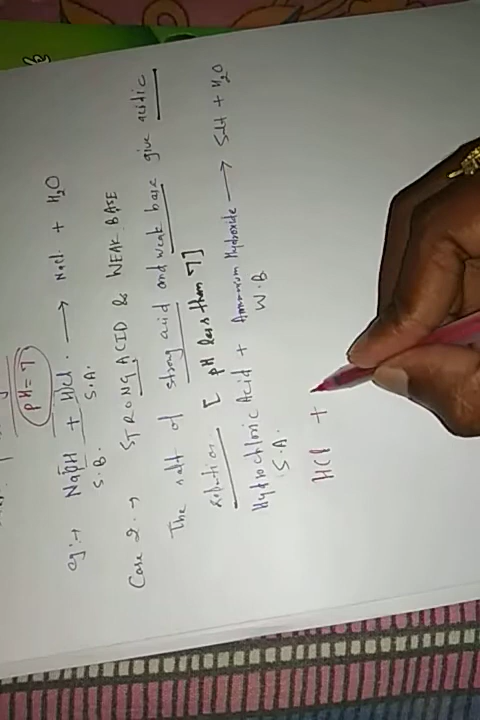 pH = 7
eg:→ NaOH + HCl. → NaCl. + H₂O
S.B. S.A.
Case 2 :→ STRONG ACID & WEAK BASE
The salt of strong acid and weak base give acidic
solution [ pH less than 7 ]
Hydrochloric Acid + Ammonium Hydroxide → Salt + H₂O
S.A. W.B
HCl +